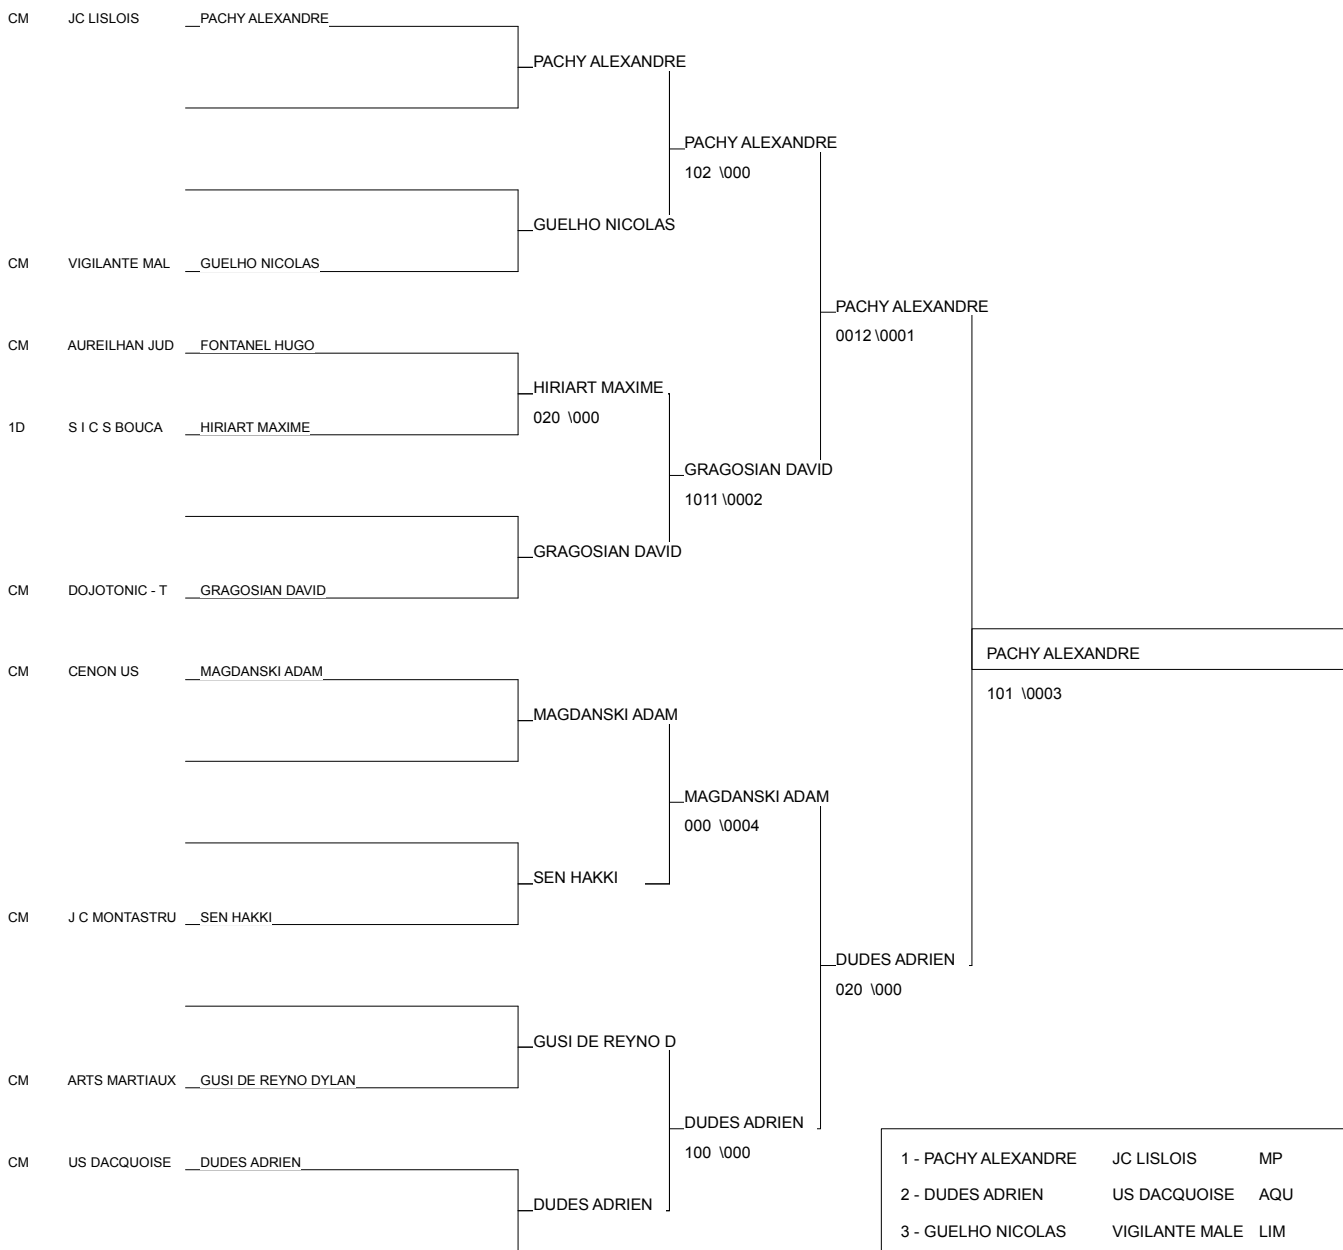 CM JC LISLOIS PACHY ALEXANDRE
PACHY ALEXANDRE
PACHY ALEXANDRE
102 \000
GUELHO NICOLAS
CM VIGILANTE MAL GUELHO NICOLAS
PACHY ALEXANDRE
0012 \0001
CM AUREILHAN JUD FONTANEL HUGO
HIRIART MAXIME
020 \000
1D S I C S BOUCA HIRIART MAXIME
GRAGOSIAN DAVID
1011 \0002
GRAGOSIAN DAVID
CM DOJOTONIC - T GRAGOSIAN DAVID
PACHY ALEXANDRE
101 \0003
CM CENON US MAGDANSKI ADAM
MAGDANSKI ADAM
MAGDANSKI ADAM
000 \0004
SEN HAKKI
CM J C MONTASTRU SEN HAKKI
DUDES ADRIEN
020 \000
GUSI DE REYNO D
CM ARTS MARTIAUX GUSI DE REYNO DYLAN
DUDES ADRIEN
100 \000
CM US DACQUOISE DUDES ADRIEN
DUDES ADRIEN
1 - PACHY ALEXANDRE JC LISLOIS MP
2 - DUDES ADRIEN US DACQUOISE AQU
3 - GUELHO NICOLAS VIGILANTE MALE LIM